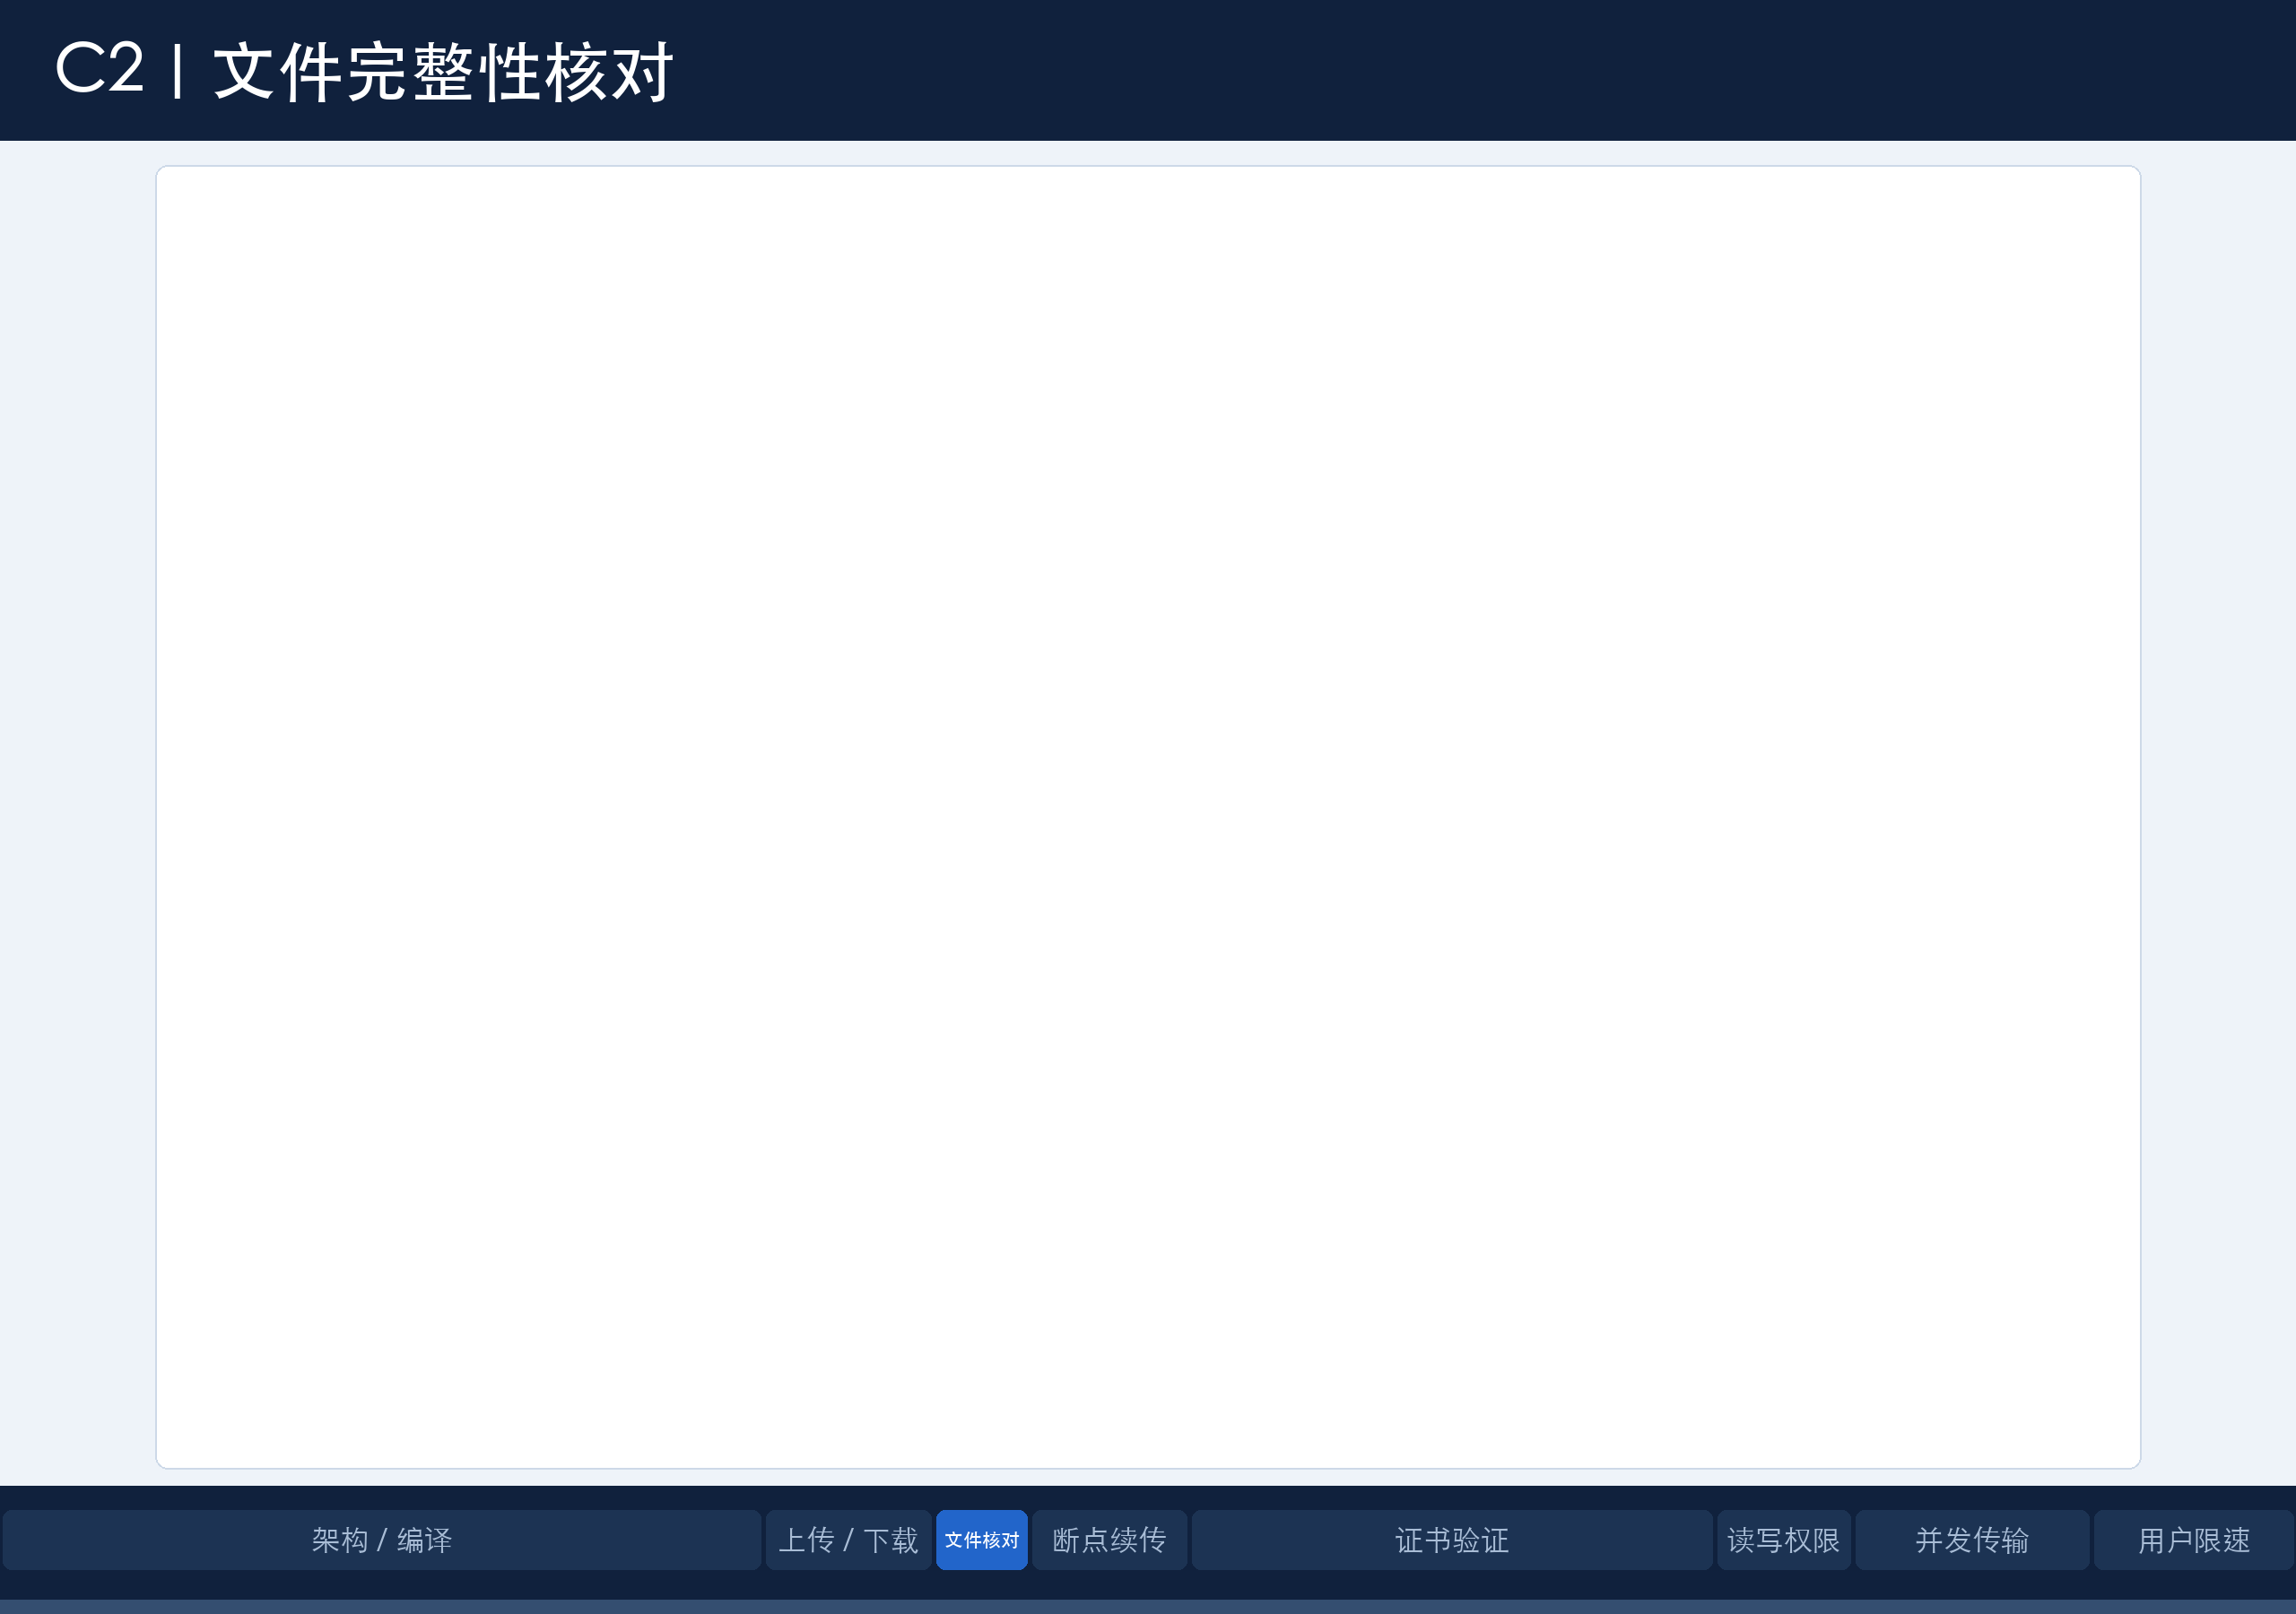 C2 | 文件完整性核对
架构 / 编译
上传 / 下载
文件核对
断点续传
证书验证
读写权限
并发传输
用户限速